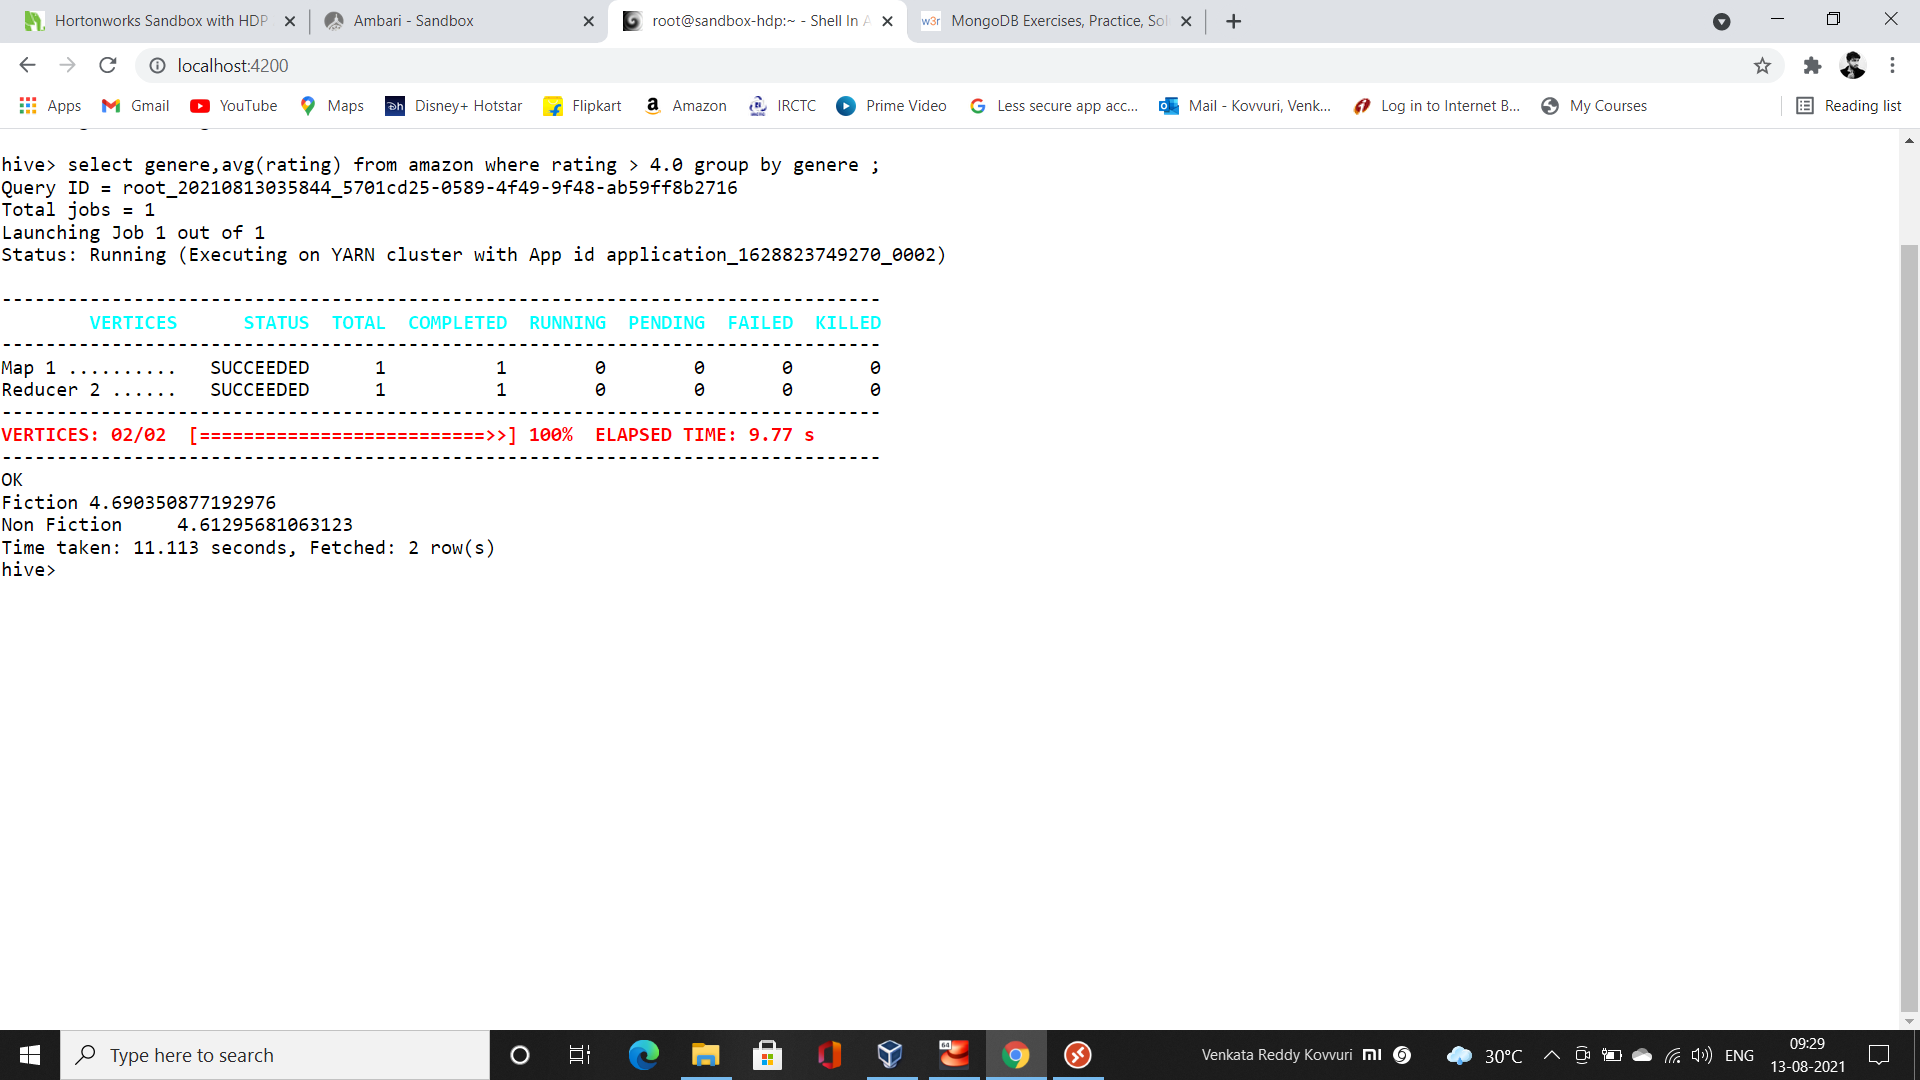 Hortonworks Sandbox with HDP
Ambari - Sandbox
root@sandbox-hdp:~ - Shell In A
w3r MongoDB Exercises, Practice, Sol
localhost:4200
Apps
Gmail
YouTube
Maps
Disney+ Hotstar
Flipkart
Amazon
IRCTC
Prime Video
Less secure app acc...
Mail - Kovvuri, Venk...
Log in to Internet B...
My Courses
Reading list
hive> select genere,avg(rating) from amazon where rating > 4.0 group by genere ;
Query ID = root_20210813035844_5701cd25-0589-4f49-9f48-ab59ff8b2716
Total jobs = 1
Launching Job 1 out of 1
Status: Running (Executing on YARN cluster with App id application_1628823749270_0002)
--------------------------------------------------------------------------------
VERTICES STATUS TOTAL COMPLETED RUNNING PENDING FAILED KILLED
--------------------------------------------------------------------------------
Map 1 .......... SUCCEEDED 1 1 0 0 0 0
Reducer 2 ...... SUCCEEDED 1 1 0 0 0 0
--------------------------------------------------------------------------------
VERTICES: 02/02 [==========================>>] 100% ELAPSED TIME: 9.77 s
--------------------------------------------------------------------------------
OK
Fiction 4.690350877192976
Non Fiction 4.61295681063123
Time taken: 11.113 seconds, Fetched: 2 row(s)
hive>
Type here to search
64
Venkata Reddy Kovvuri
30°C
ENG
09:29
13-08-2021